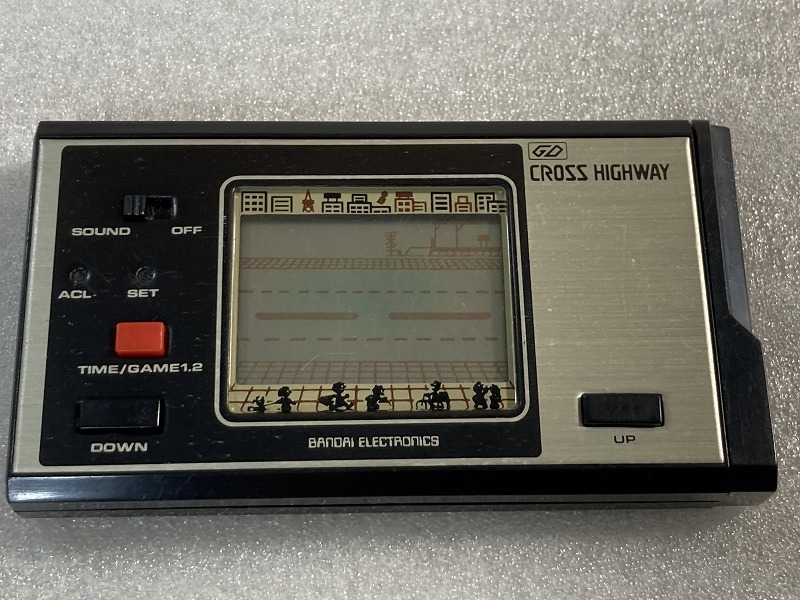 GD
CROSS HIGHWAY
SOUND OFF
ACL SET
TIME/GAME1.2
DOWN
UP
BANDAI ELECTRONICS